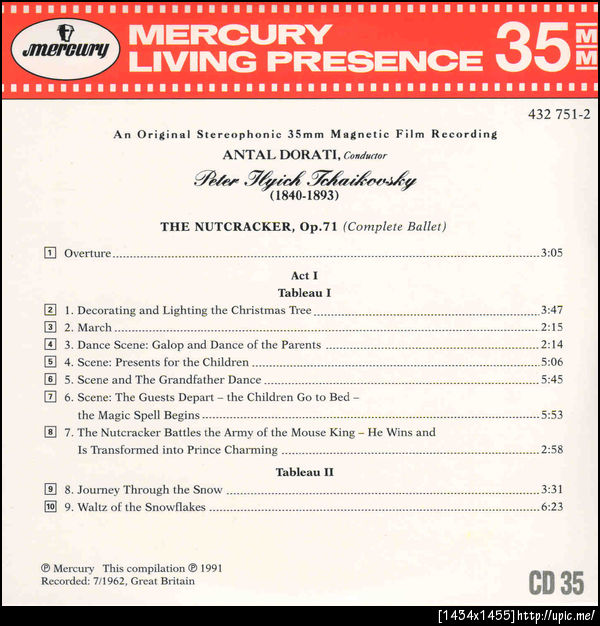 mercury
MERCURY
LIVING PRESENCE
35 MM
432 751-2
An Original Stereophonic 35mm Magnetic Film Recording
ANTAL DORATI, Conductor
Peter Ilyich Tchaikovsky
(1840-1893)
THE NUTCRACKER, Op.71 (Complete Ballet)
1 Overture 3:05
Act I
Tableau I
2 1. Decorating and Lighting the Christmas Tree 3:47
3 2. March 2:15
4 3. Dance Scene: Galop and Dance of the Parents 2:14
5 4. Scene: Presents for the Children 5:06
6 5. Scene and The Grandfather Dance 5:45
7 6. Scene: The Guests Depart – the Children Go to Bed –
the Magic Spell Begins 5:53
8 7. The Nutcracker Battles the Army of the Mouse King – He Wins and
Is Transformed into Prince Charming 2:58
Tableau II
9 8. Journey Through the Snow 3:31
10 9. Waltz of the Snowflakes 6:23
℗ Mercury This compilation ℗ 1991
Recorded: 7/1962, Great Britain
CD 35
[1434x1455]http://upic.me/